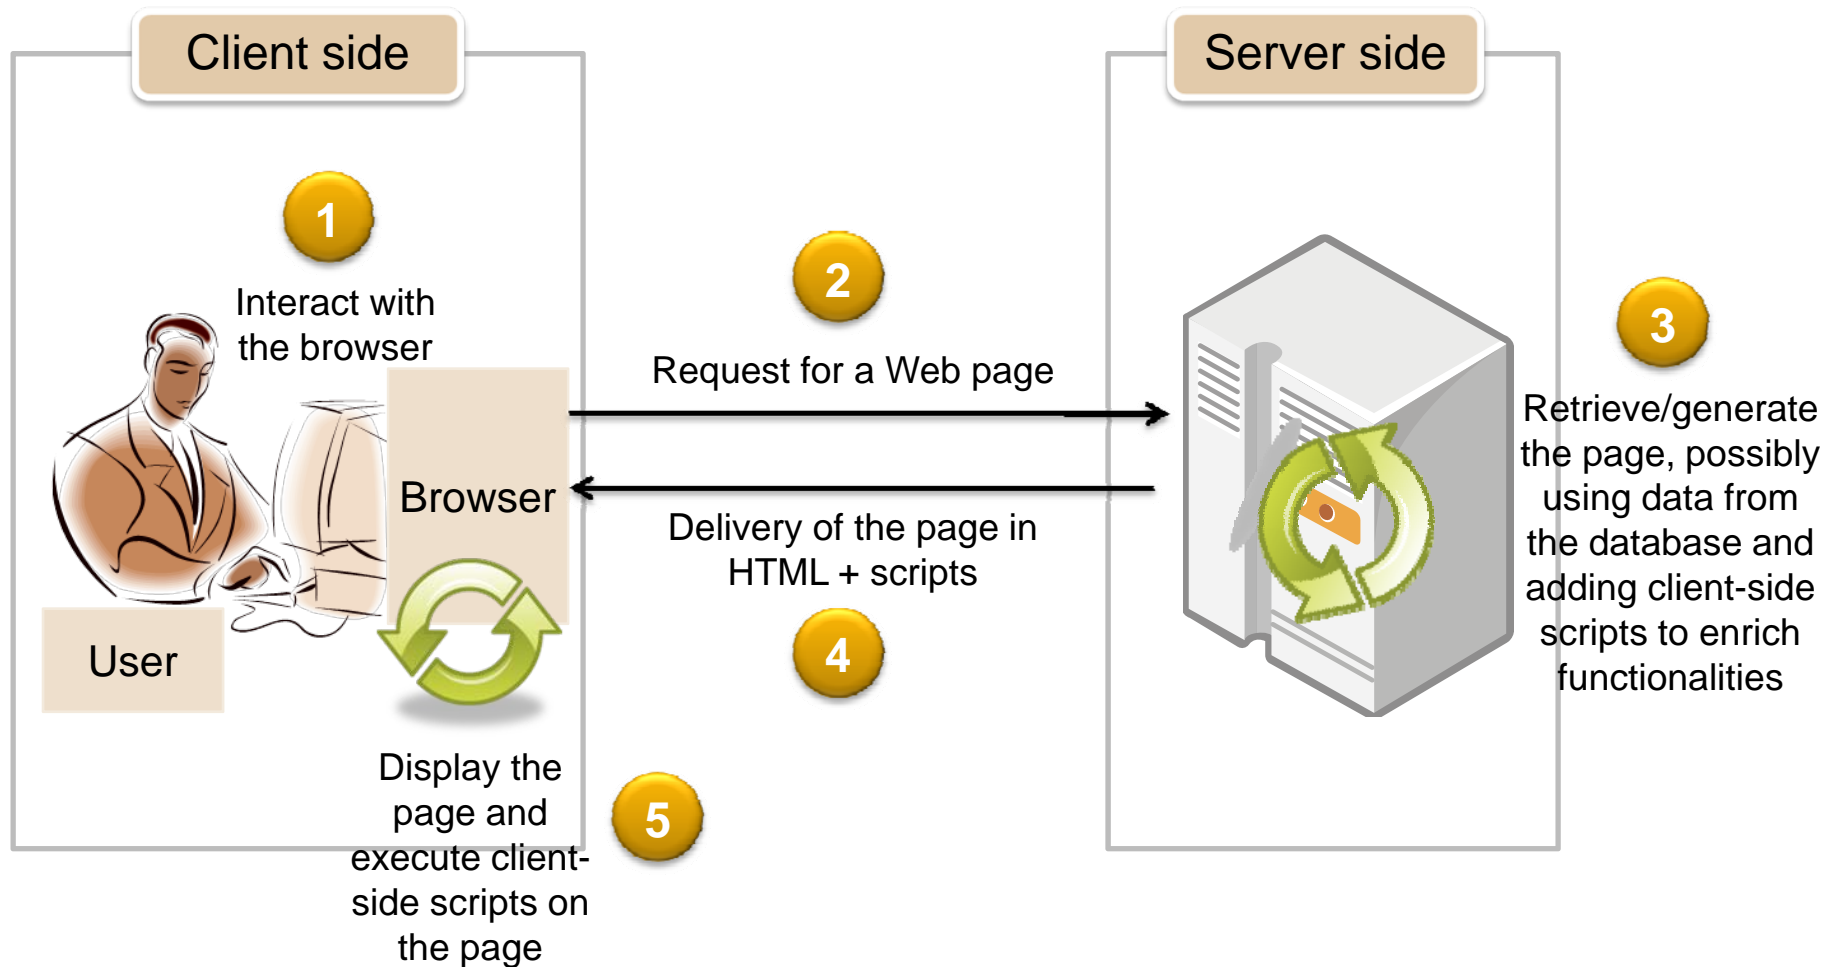 Client side
Server side
1
Interact with
the browser
2
Request for a Web page
3
Retrieve/generate
the page, possibly
using data from
the database and
adding client-side
scripts to enrich
functionalities
Browser
User
Delivery of the page in
HTML + scripts
4
5
Display the
page and
execute client-
side scripts on
the page